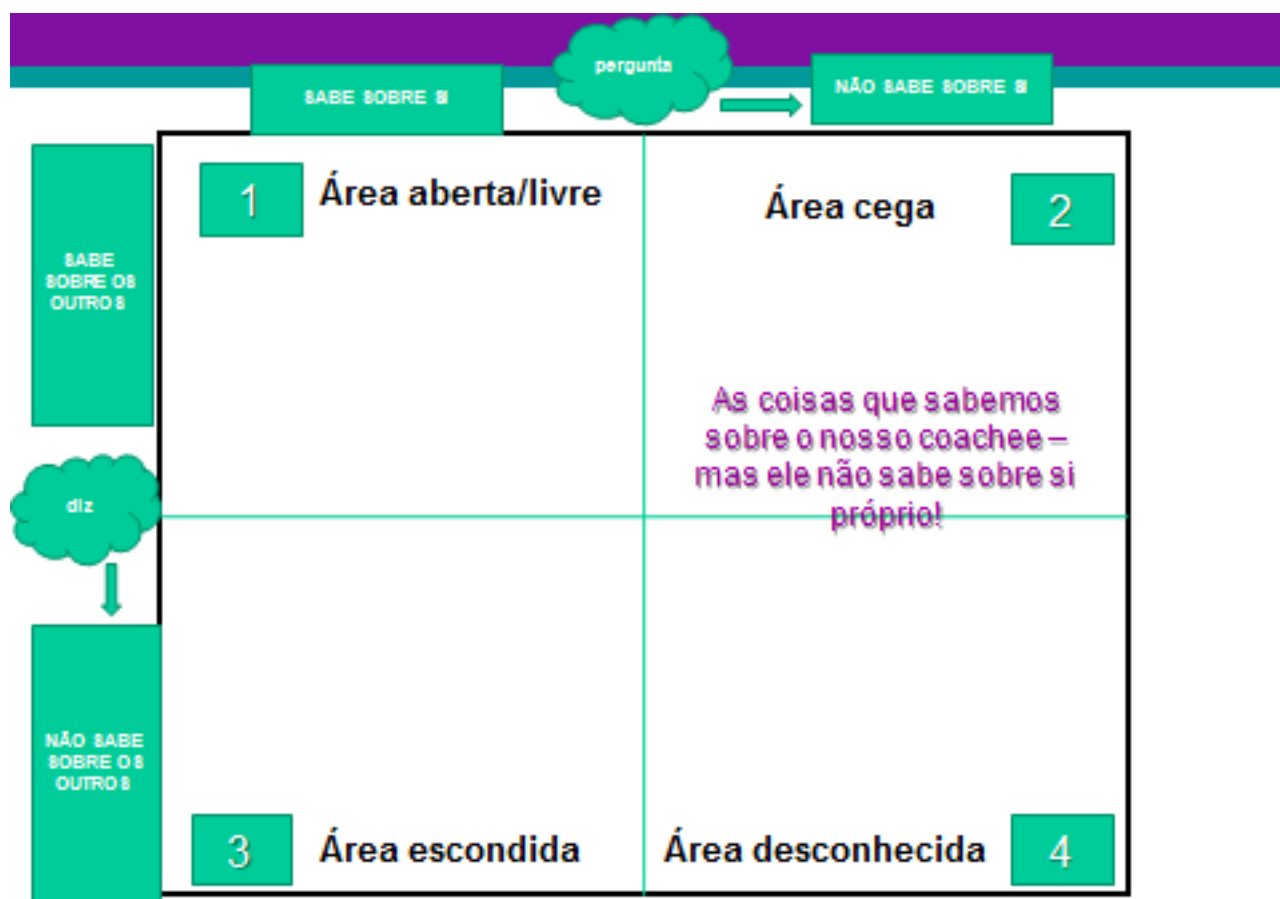 pergunta
SABE SOBRE SI
NÃO SABE SOBRE SI
1
Área aberta/livre
Área cega
2
SABE
SOBRE OS
OUTROS
As coisas que sabemos
sobre o nosso coachee –
mas ele não sabe sobre si
próprio!
diz
NÃO SABE
SOBRE OS
OUTROS
3
Área escondida
Área desconhecida
4